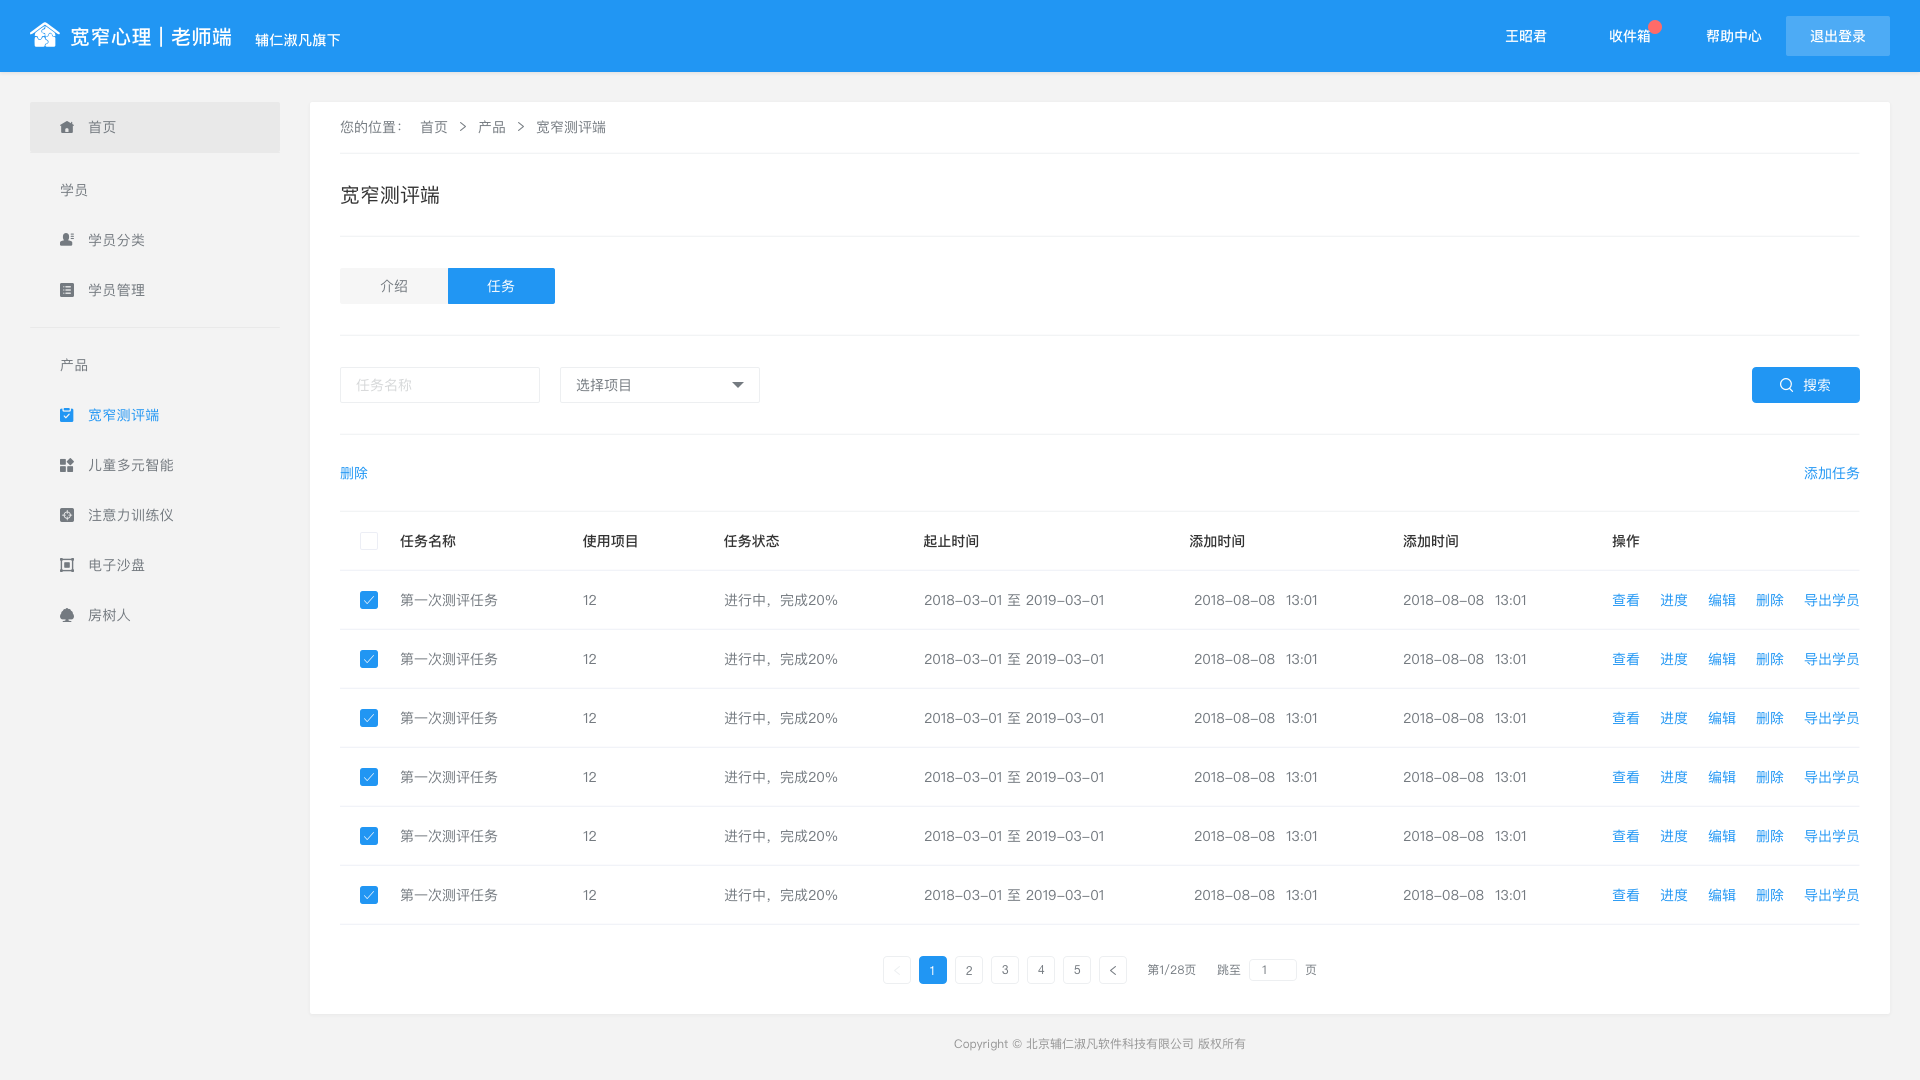 宽窄心理 | 老师端 辅仁淑凡旗下 王昭君 收件箱 帮助中心 退出登录
首页
学员
学员分类
学员管理
产品
宽窄测评端
儿童多元智能
注意力训练仪
电子沙盘
房树人
您的位置： 首页 > 产品 > 宽窄测评端
宽窄测评端
介绍 任务
任务名称 选择项目 搜索
删除 添加任务
任务名称 使用项目 任务状态 起止时间 添加时间 添加时间 操作
第一次测评任务 12 进行中，完成20% 2018-03-01 至 2019-03-01 2018-08-08 13:01 2018-08-08 13:01 查看 进度 编辑 删除 导出学员
第一次测评任务 12 进行中，完成20% 2018-03-01 至 2019-03-01 2018-08-08 13:01 2018-08-08 13:01 查看 进度 编辑 删除 导出学员
第一次测评任务 12 进行中，完成20% 2018-03-01 至 2019-03-01 2018-08-08 13:01 2018-08-08 13:01 查看 进度 编辑 删除 导出学员
第一次测评任务 12 进行中，完成20% 2018-03-01 至 2019-03-01 2018-08-08 13:01 2018-08-08 13:01 查看 进度 编辑 删除 导出学员
第一次测评任务 12 进行中，完成20% 2018-03-01 至 2019-03-01 2018-08-08 13:01 2018-08-08 13:01 查看 进度 编辑 删除 导出学员
第一次测评任务 12 进行中，完成20% 2018-03-01 至 2019-03-01 2018-08-08 13:01 2018-08-08 13:01 查看 进度 编辑 删除 导出学员
< 1 2 3 4 5 < 第1/28页 跳至 1 页
Copyright © 北京辅仁淑凡软件科技有限公司 版权所有